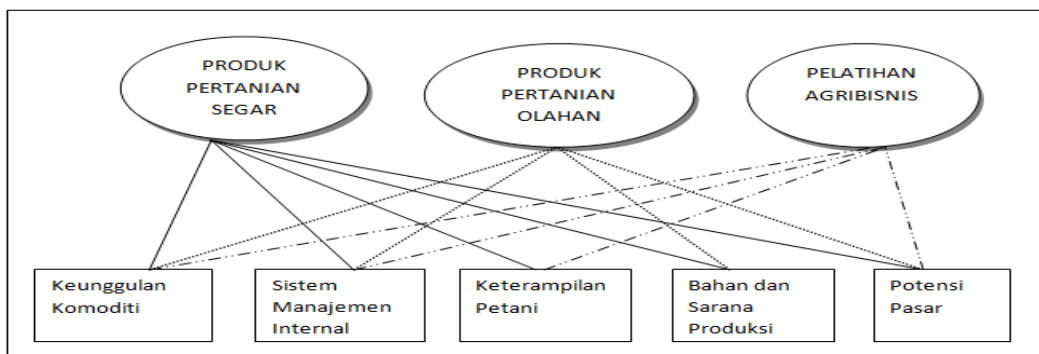 PRODUK
PERTANIAN
SEGAR
PRODUK
PERTANIAN
OLAHAN
PELATIHAN
AGRIBISNIS
Keunggulan
Komoditi
Sistem
Manajemen
Internal
Keterampilan
Petani
Bahan dan
Sarana
Produksi
Potensi
Pasar